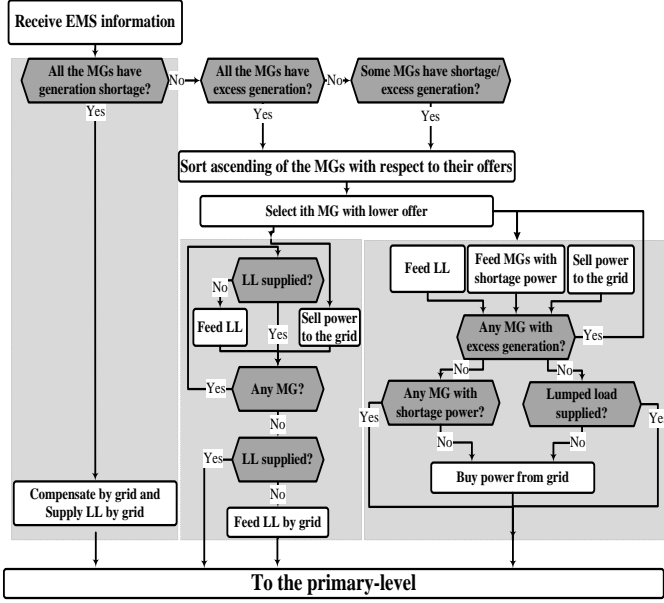 Receive EMS information
All the MGs have
generation shortage?
No
All the MGs have
excess generation?
No
Some MGs have shortage/
excess generation?
Yes
Yes
Yes
Sort ascending of the MGs with respect to their offers
Select ith MG with lower offer
LL supplied?
No
Feed LL
Yes
Sell power
to the grid
Yes
Any MG?
No
Yes
LL supplied?
No
Feed LL by grid
Feed LL
Feed MGs with
shortage power
Sell power
to the grid
Any MG with
excess generation?
Yes
No
No
Any MG with
shortage power?
Lumped load
supplied?
Yes
No
No
Yes
Buy power from grid
Compensate by grid and
Supply LL by grid
To the primary-level